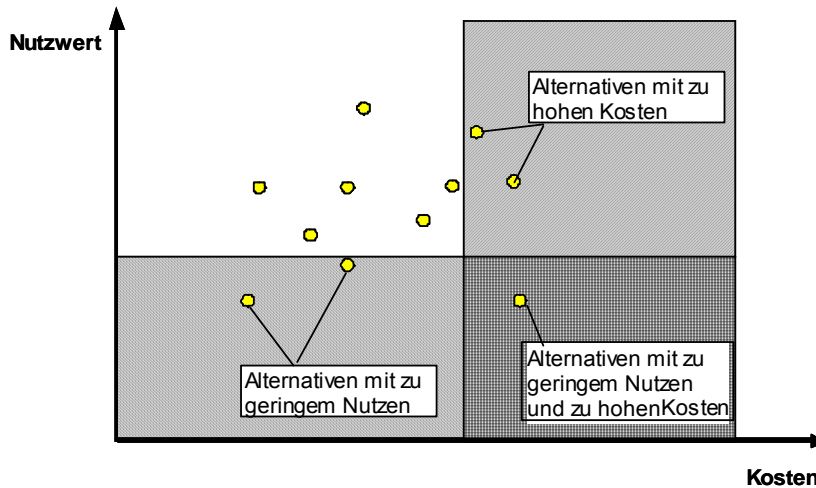 Nutzwert
Alternativen mit zu
hohen Kosten
Alternativen mit zu
geringem Nutzen
Alternativen mit zu
geringem Nutzen
und zu hohenKosten
Kosten